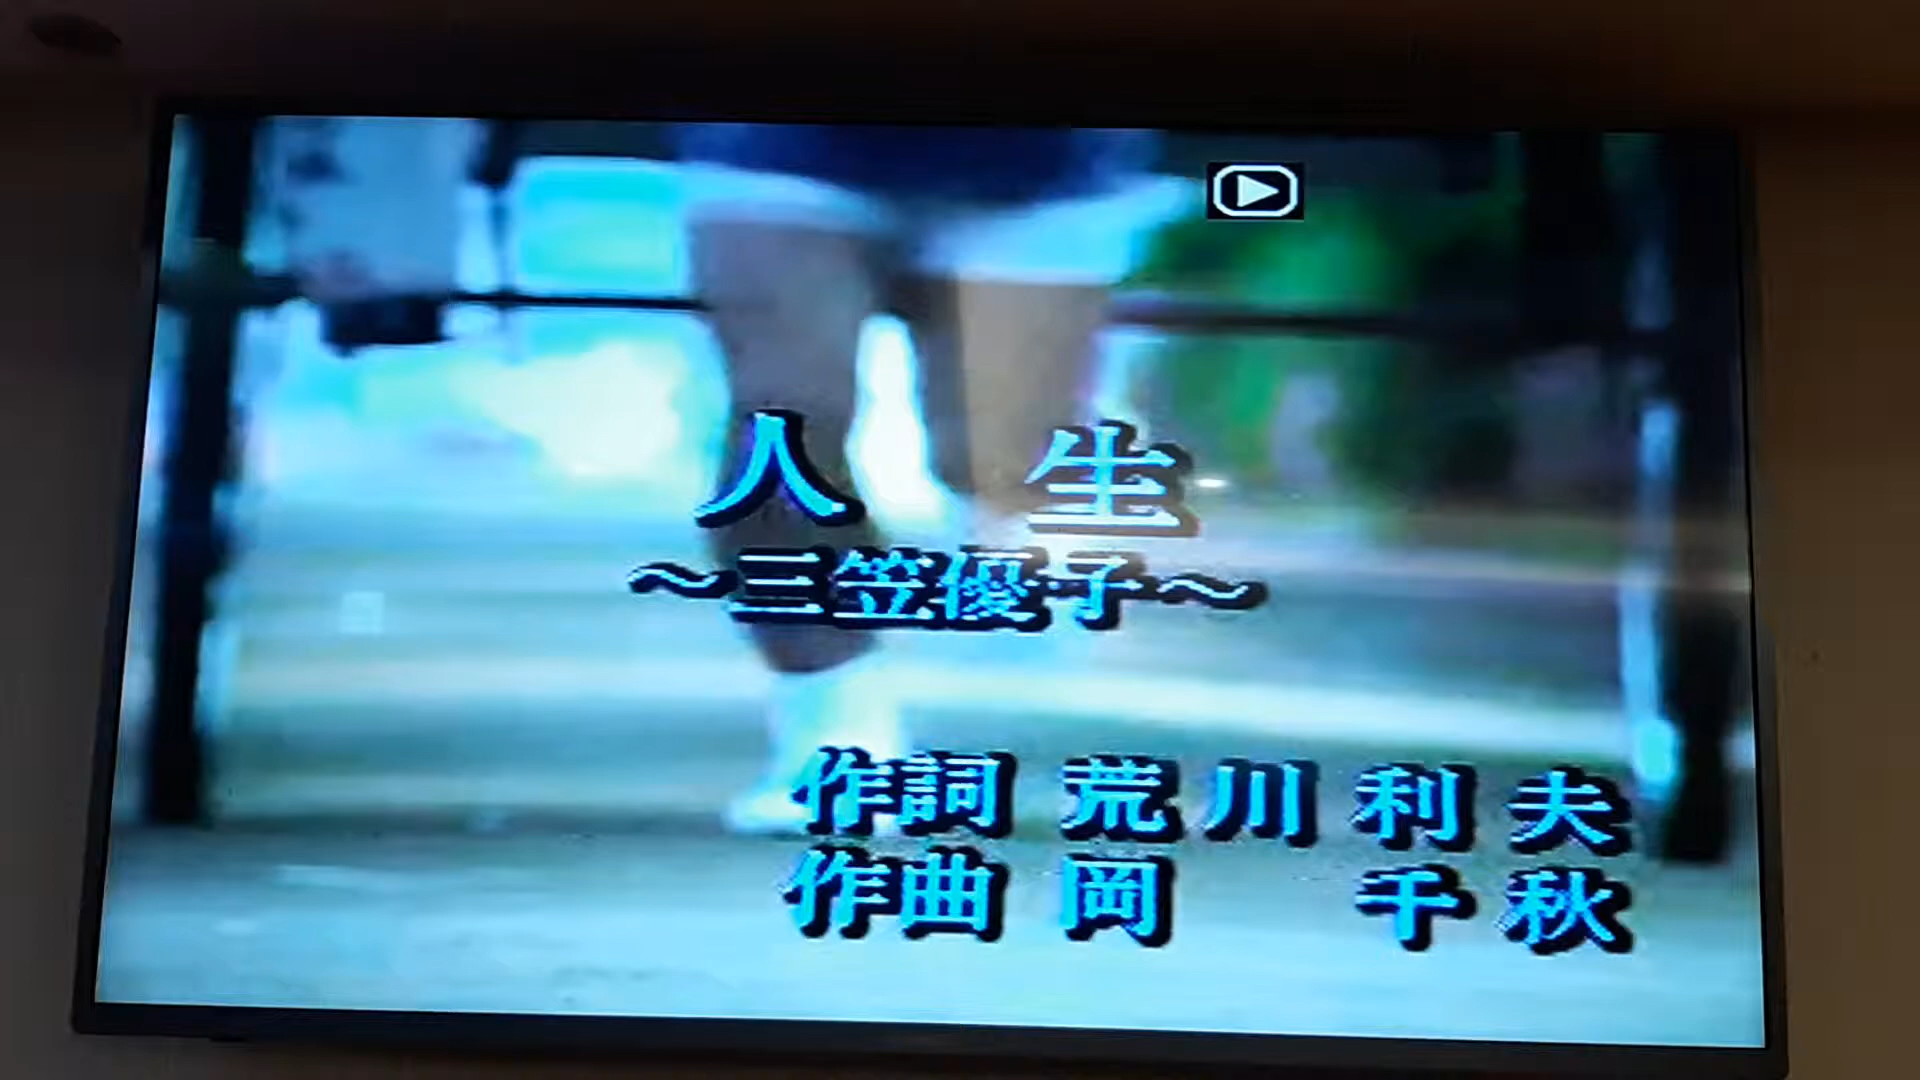 人 生
～三笠優子～
作詞 荒川利夫
作曲 岡 千秋